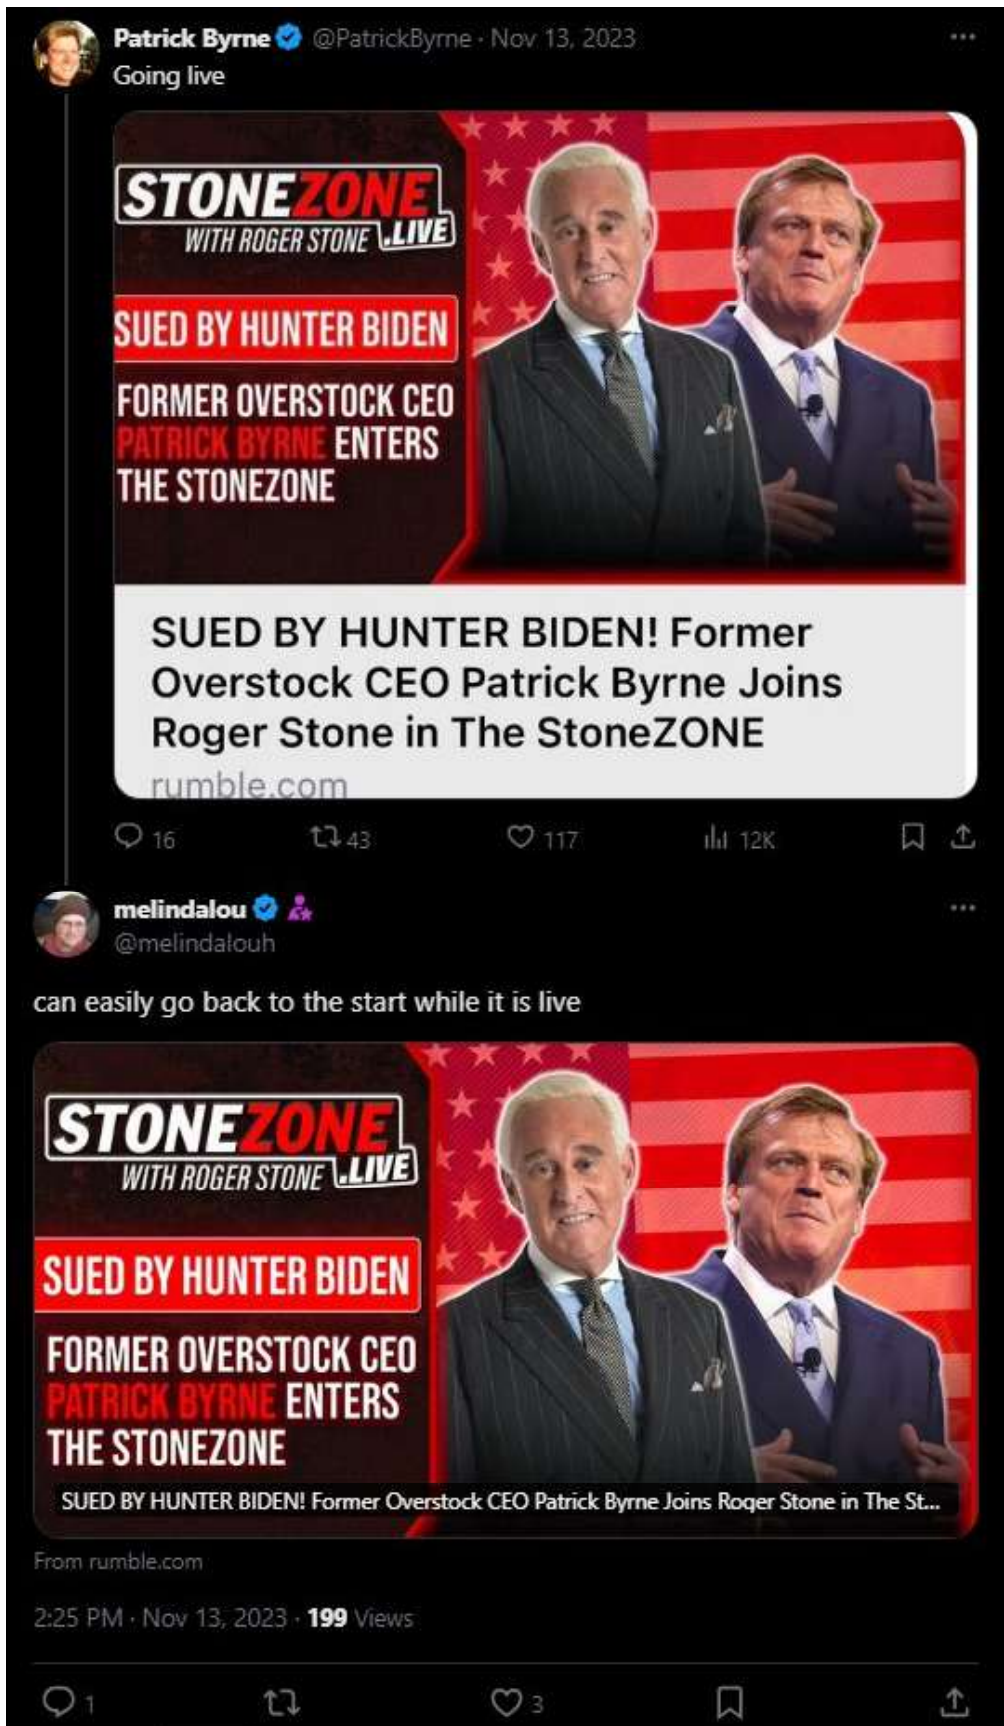 Patrick Byrne @PatrickByrne · Nov 13, 2023
Going live
STONEZONE
WITH ROGER STONE .LIVE
SUED BY HUNTER BIDEN
FORMER OVERSTOCK CEO
PATRICK BYRNE ENTERS
THE STONEZONE
SUED BY HUNTER BIDEN! Former
Overstock CEO Patrick Byrne Joins
Roger Stone in The StoneZONE
rumble.com
16 43 117 12K
melindalou
@melindalouh
can easily go back to the start while it is live
STONEZONE
WITH ROGER STONE .LIVE
SUED BY HUNTER BIDEN
FORMER OVERSTOCK CEO
PATRICK BYRNE ENTERS
THE STONEZONE
SUED BY HUNTER BIDEN! Former Overstock CEO Patrick Byrne Joins Roger Stone in The St...
From rumble.com
2:25 PM · Nov 13, 2023 · 199 Views
1 3